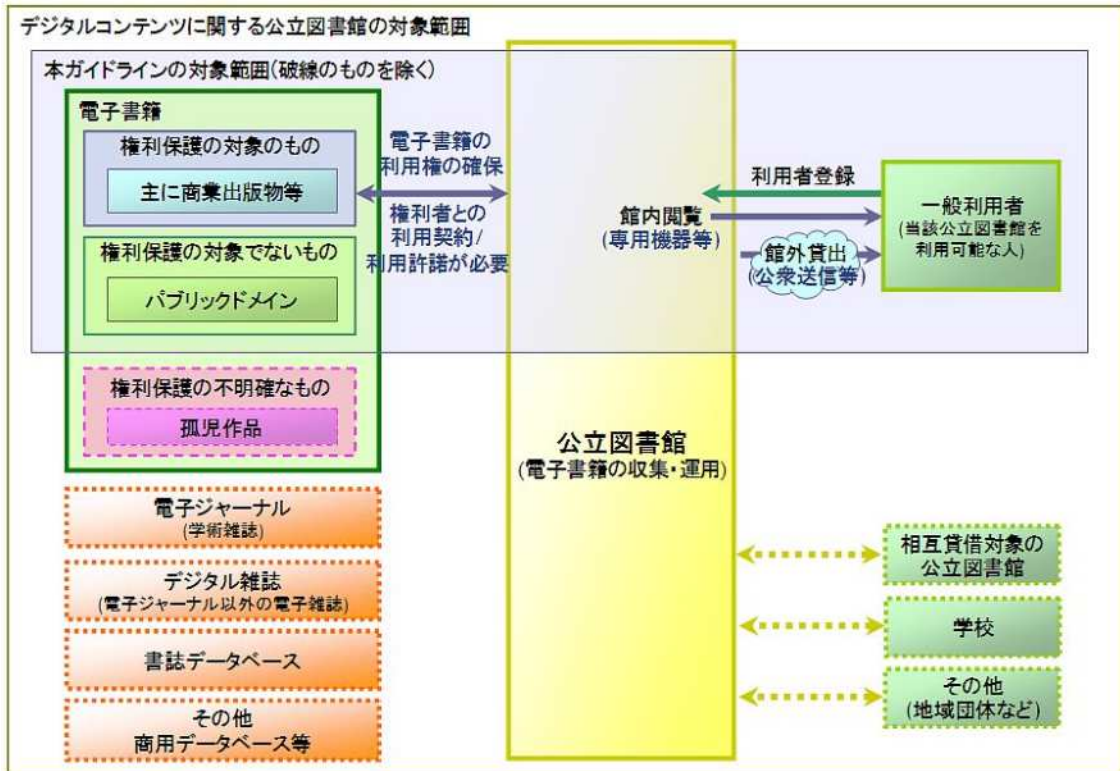 デジタルコンテンツに関する公立図書館の対象範囲
本ガイドラインの対象範囲(破線のものを除く)
電子書籍
権利保護の対象のもの
主に商業出版物等
権利保護の対象でないもの
パブリックドメイン
権利保護の不明確なもの
孤児作品
電子ジャーナル
(学術雑誌)
デジタル雑誌
(電子ジャーナル以外の電子雑誌)
書誌データベース
その他
商用データベース等
電子書籍の
利用権の確保
権利者との
利用契約/
利用許諾が必要
公立図書館
(電子書籍の収集・運用)
利用者登録
館内閲覧
(専用機器等)
館外貸出
(公衆送信等)
一般利用者
(当該公立図書館を
利用可能な人)
相互貸借対象の
公立図書館
学校
その他
(地域団体など)